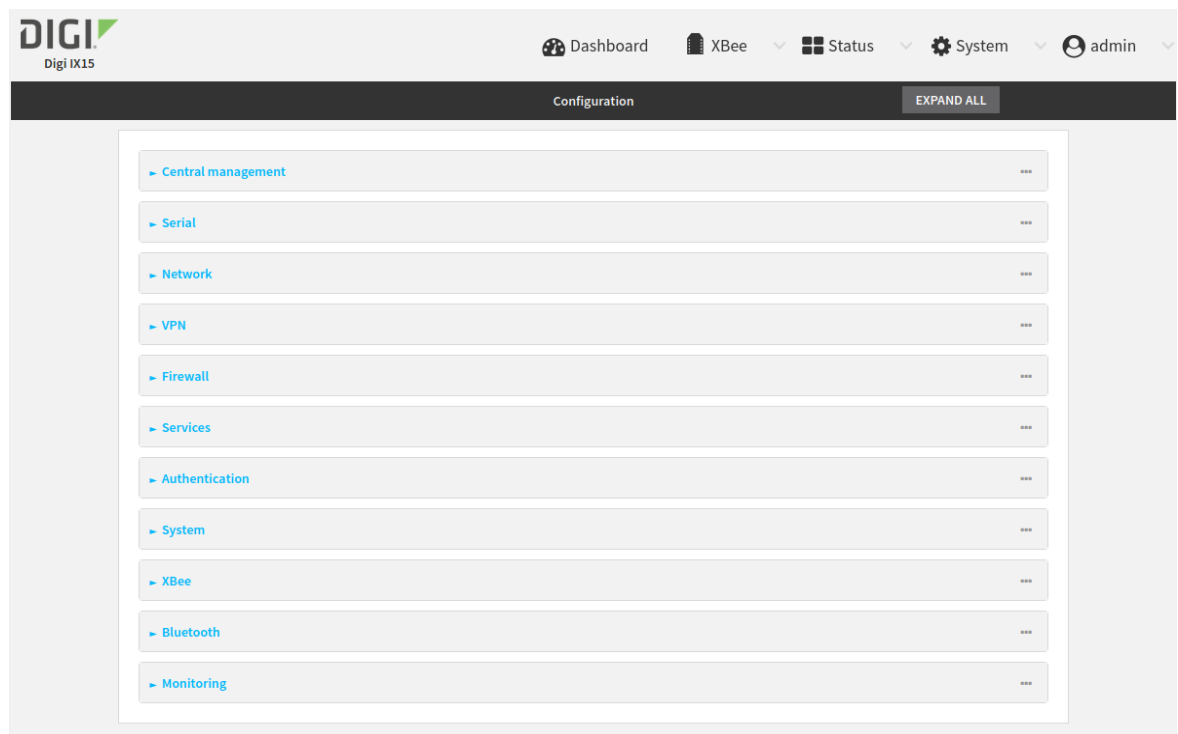 DIGI
Dashboard XBee Status System admin
Digi IX15
Configuration EXPAND ALL
Central management
Serial
Network
VPN
Firewall
Services
Authentication
System
XBee
Bluetooth
Monitoring